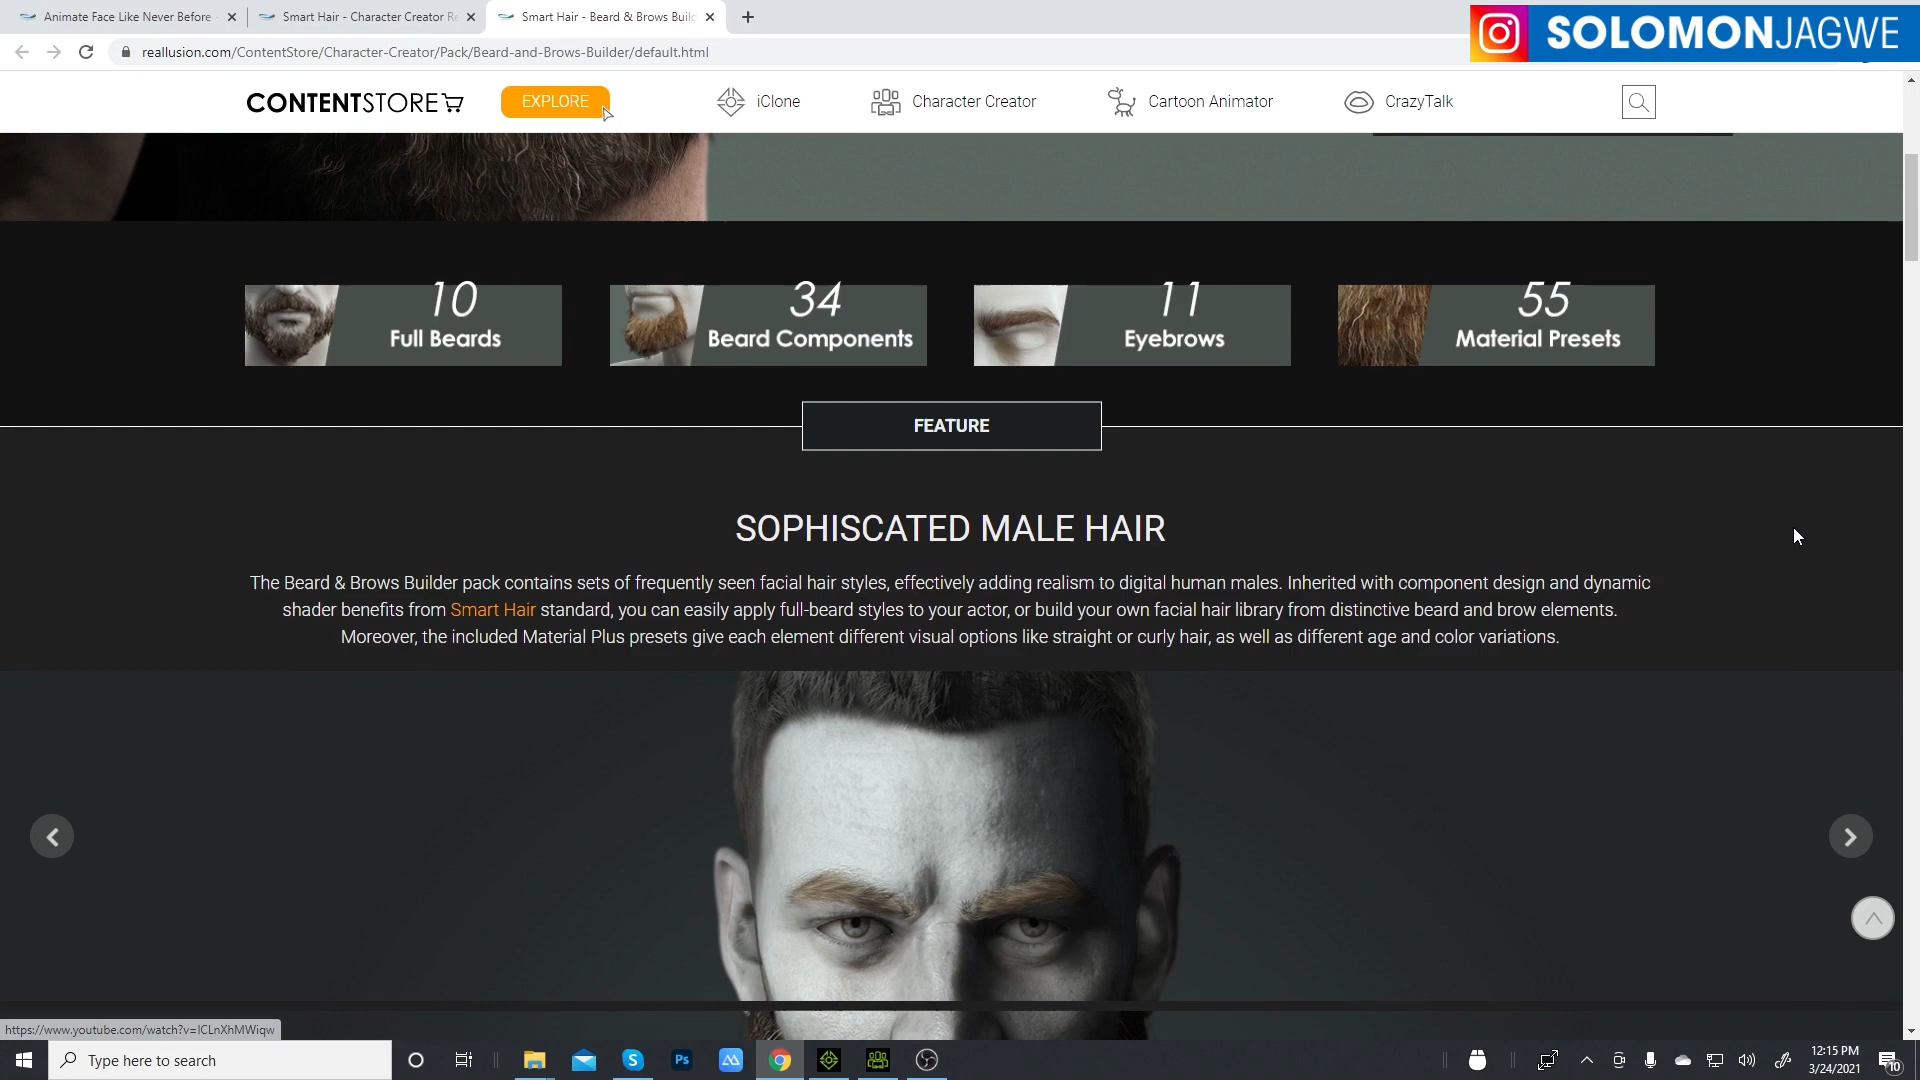 Animate Face Like Never Before
Smart Hair - Character Creator Re
Smart Hair - Beard & Brows Build
SOLOMONJAGWE
reallusion.com/ContentStore/Character-Creator/Pack/Beard-and-Brows-Builder/default.html
CONTENTSTORE
EXPLORE
iClone
Character Creator
Cartoon Animator
CrazyTalk
10
Full Beards
34
Beard Components
11
Eyebrows
55
Material Presets
FEATURE
SOPHISCATED MALE HAIR
The Beard & Brows Builder pack contains sets of frequently seen facial hair styles, effectively adding realism to digital human males. Inherited with component design and dynamic
shader benefits from Smart Hair standard, you can easily apply full-beard styles to your actor, or build your own facial hair library from distinctive beard and brow elements.
Moreover, the included Material Plus presets give each element different visual options like straight or curly hair, as well as different age and color variations.
https://www.youtube.com/watch?v=lCLnXhMWiqw
Type here to search
Ps
12:15 PM
3/24/2021
10